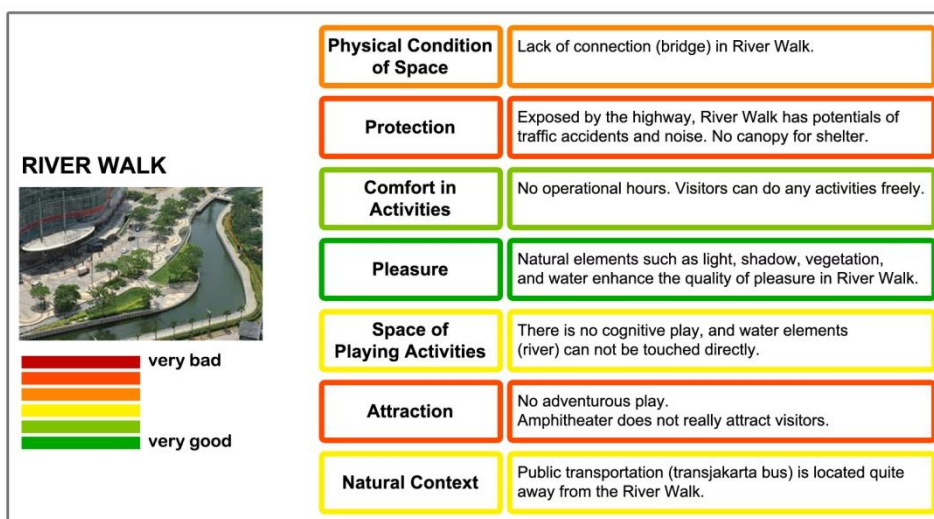 RIVER WALK
very bad
very good
Physical Condition
of Space
Lack of connection (bridge) in River Walk.
Protection
Exposed by the highway, River Walk has potentials of
traffic accidents and noise. No canopy for shelter.
Comfort in
Activities
No operational hours. Visitors can do any activities freely.
Pleasure
Natural elements such as light, shadow, vegetation,
and water enhance the quality of pleasure in River Walk.
Space of
Playing Activities
There is no cognitive play, and water elements
(river) can not be touched directly.
Attraction
No adventurous play.
Amphitheater does not really attract visitors.
Natural Context
Public transportation (transjakarta bus) is located quite
away from the River Walk.